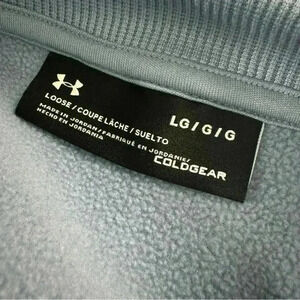 LG/G/G
LOOSE/COUPE LÂCHE/SUELTO
MADE IN JORDAN/FABRIQUÉ EN JORDANIE/
HECHO EN JORDANIA
COLDGEAR